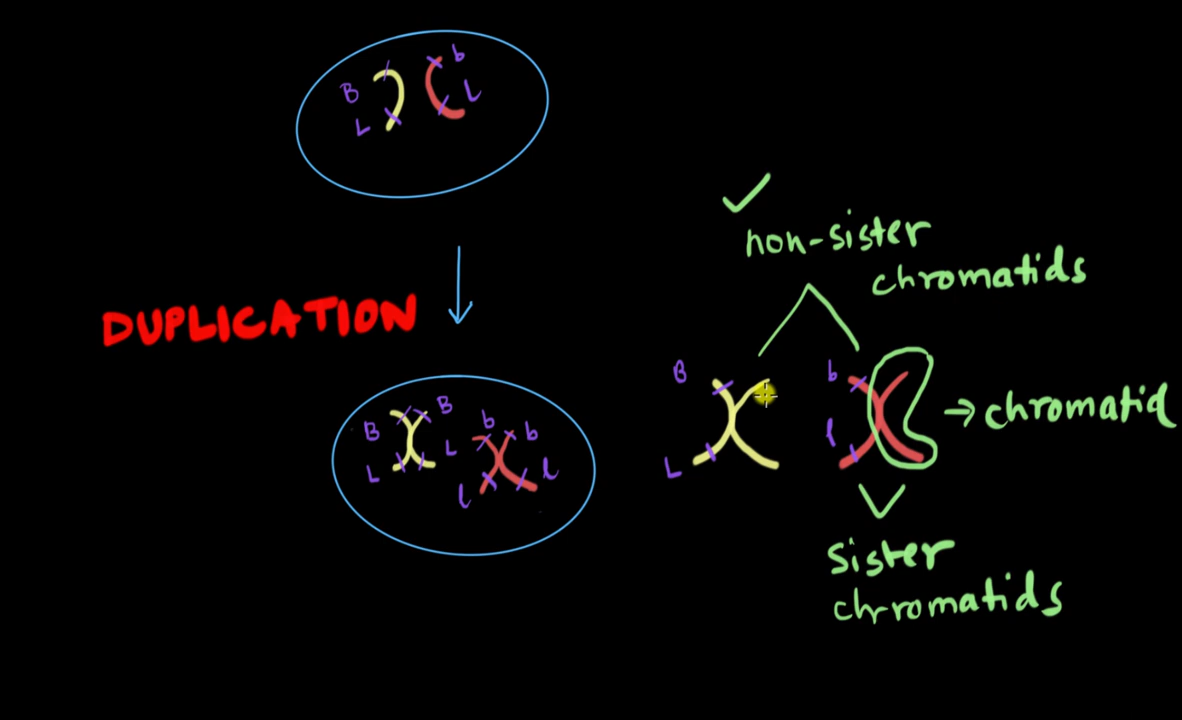 B b
L l
DUPLICATION
B B
L L
b b
l l
✓
non-sister
chromatids
B
L
b
l
→ chromatid
Sister
chromatids